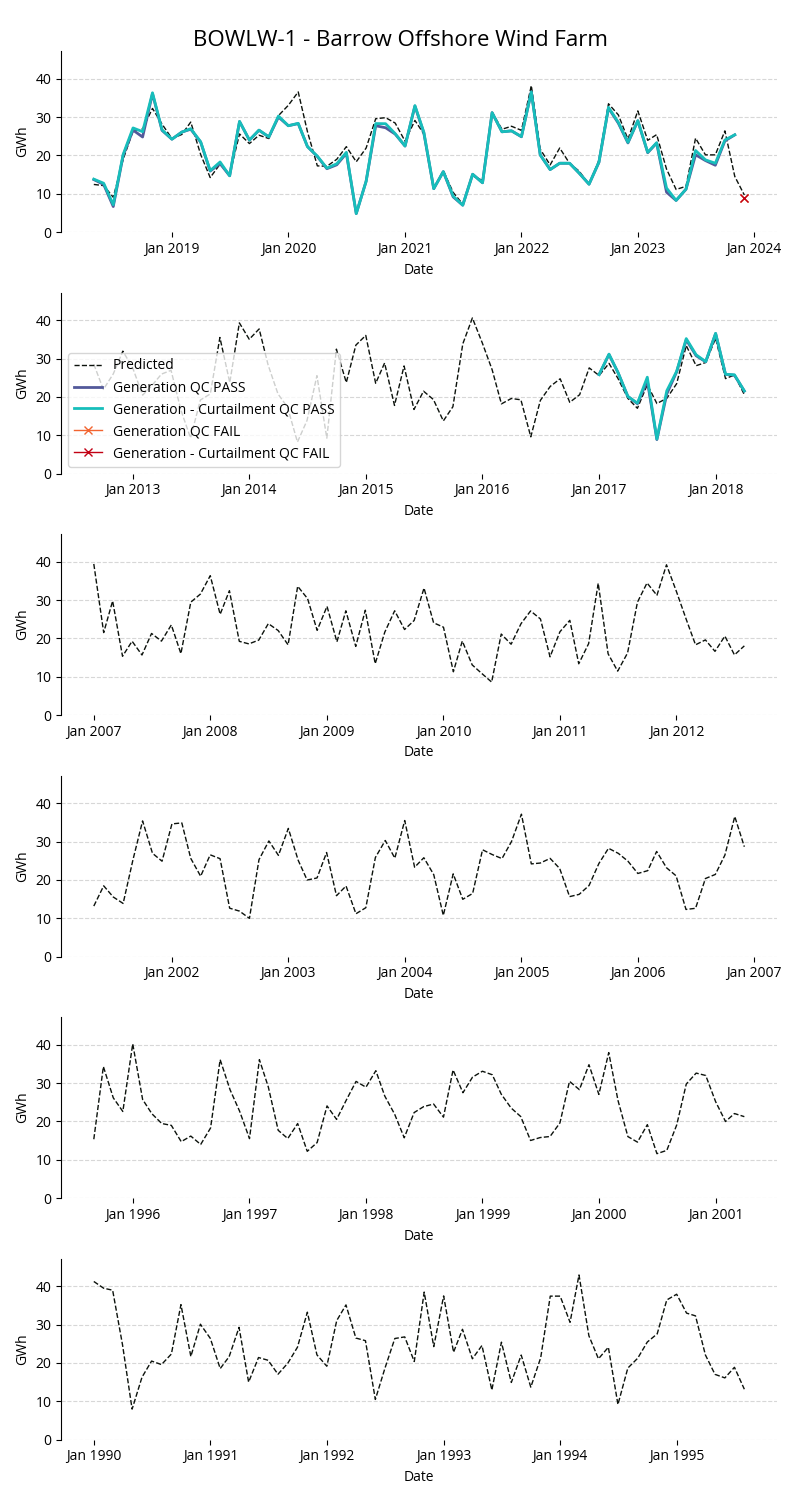 BOWLW-1 - Barrow Offshore Wind Farm
40
30
20
10
0
GWh
Jan 2019 Jan 2020 Jan 2021 Jan 2022 Jan 2023 Jan 2024
Date
40
30
20
10
0
GWh
Predicted
Generation QC PASS
Generation - Curtailment QC PASS
Generation QC FAIL
Generation - Curtailment QC FAIL
Jan 2013 Jan 2014 Jan 2015 Jan 2016 Jan 2017 Jan 2018
Date
40
30
20
10
0
GWh
Jan 2007 Jan 2008 Jan 2009 Jan 2010 Jan 2011 Jan 2012
Date
40
30
20
10
0
GWh
Jan 2002 Jan 2003 Jan 2004 Jan 2005 Jan 2006 Jan 2007
Date
40
30
20
10
0
GWh
Jan 1996 Jan 1997 Jan 1998 Jan 1999 Jan 2000 Jan 2001
Date
40
30
20
10
0
GWh
Jan 1990 Jan 1991 Jan 1992 Jan 1993 Jan 1994 Jan 1995
Date